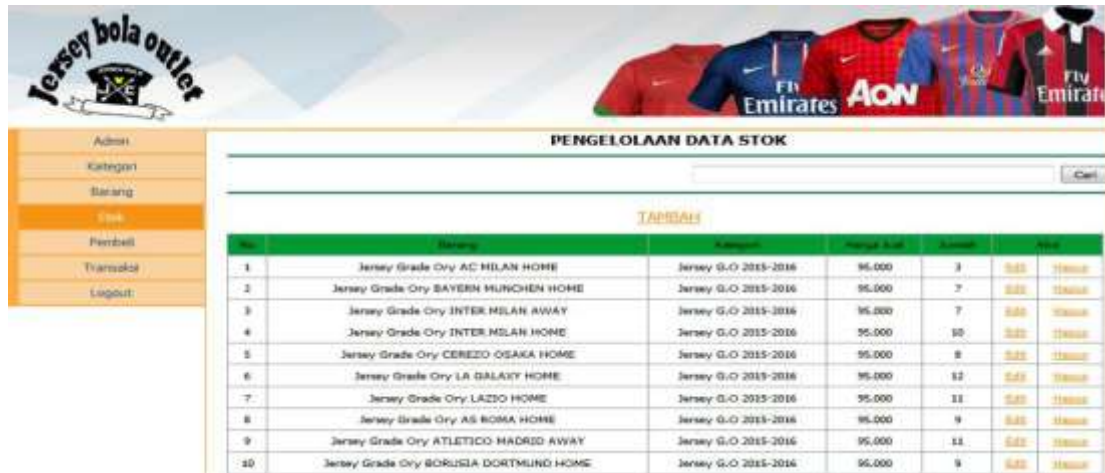 Jersey bola outlet
Fly Emirates
AON
Fly Emirates
Admin
Kategori
Barang
Stok
Pembeli
Transaksi
Logout
PENGELOLAAN DATA STOK
Cari
TAMBAH
No Barang Kategori Harga Jual Jumlah Aksi
1 Jersey Grade Ory AC MILAN HOME Jersey G.O 2015-2016 95.000 3 Edit Hapus
2 Jersey Grade Ory BAYERN MUNCHEN HOME Jersey G.O 2015-2016 95.000 7 Edit Hapus
3 Jersey Grade Ory INTER MILAN AWAY Jersey G.O 2015-2016 95.000 7 Edit Hapus
4 Jersey Grade Ory INTER MILAN HOME Jersey G.O 2015-2016 95.000 10 Edit Hapus
5 Jersey Grade Ory CEREZO OSAKA HOME Jersey G.O 2015-2016 95.000 8 Edit Hapus
6 Jersey Grade Ory LA GALAXY HOME Jersey G.O 2015-2016 95.000 12 Edit Hapus
7 Jersey Grade Ory LAZIO HOME Jersey G.O 2015-2016 95.000 11 Edit Hapus
8 Jersey Grade Ory AS ROMA HOME Jersey G.O 2015-2016 95.000 9 Edit Hapus
9 Jersey Grade Ory ATLETICO MADRID AWAY Jersey G.O 2015-2016 95.000 11 Edit Hapus
10 Jersey Grade Ory BORUSIA DORTMUND HOME Jersey G.O 2015-2016 95.000 9 Edit Hapus